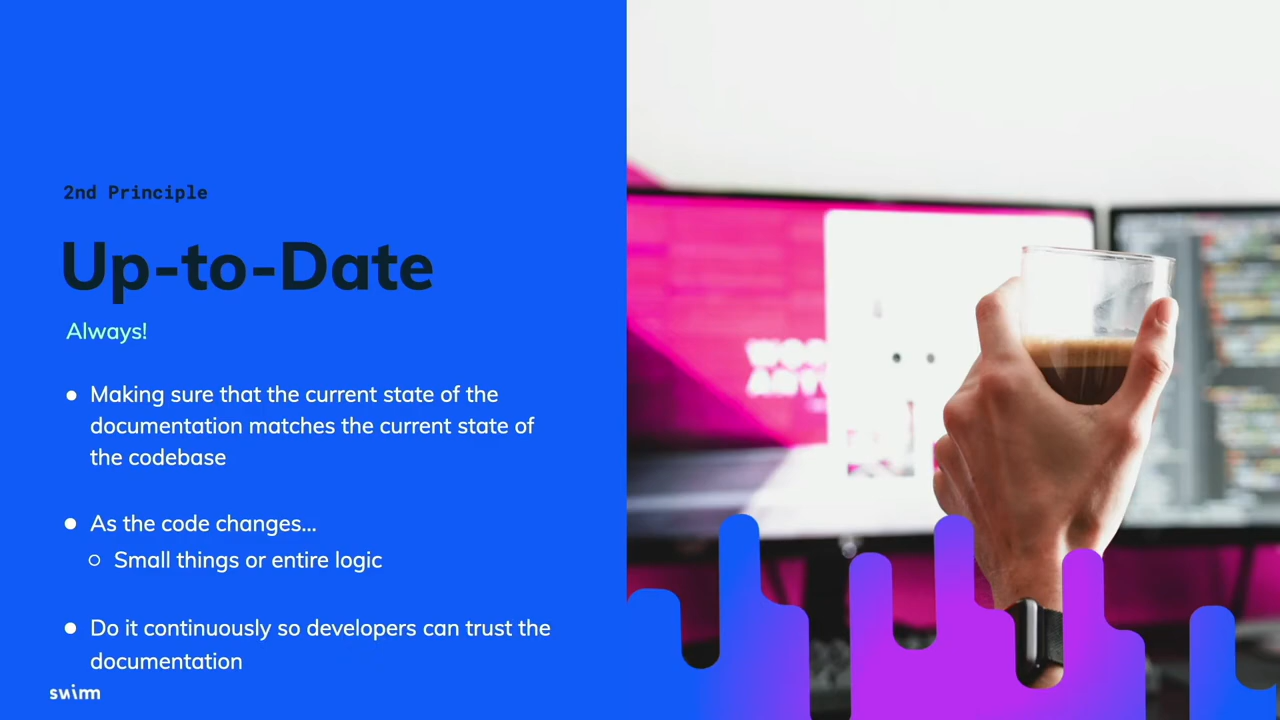 2nd Principle
Up-to-Date
Always!
● Making sure that the current state of the
documentation matches the current state of
the codebase
● As the code changes...
○ Small things or entire logic
● Do it continuously so developers can trust the
documentation
swimm